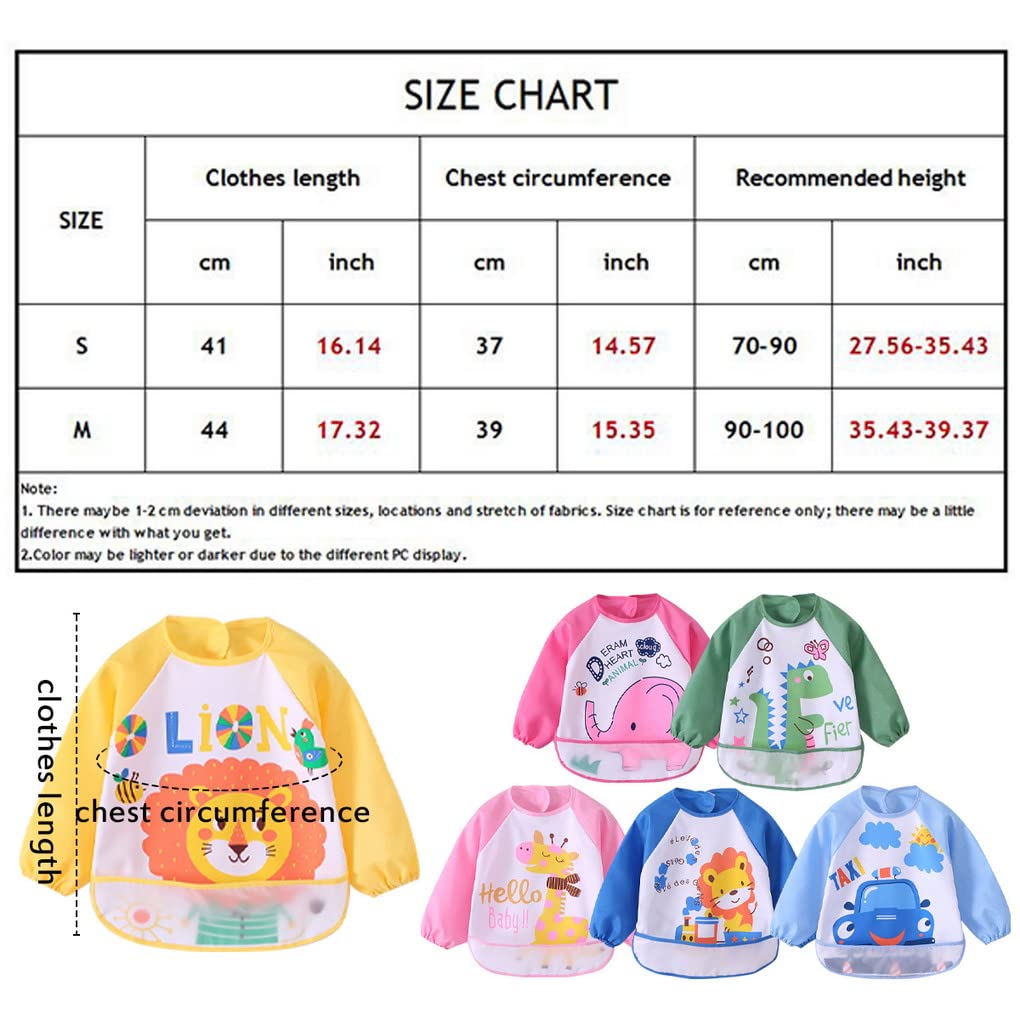 SIZE CHART
SIZE Clothes length Chest circumference Recommended height
cm inch cm inch cm inch
S 41 16.14 37 14.57 70-90 27.56-35.43
M 44 17.32 39 15.35 90-100 35.43-39.37
Note:
1. There maybe 1-2 cm deviation in different sizes, locations and stretch of fabrics. Size chart is for reference only; there may be a little
difference with what you get.
2.Color may be lighter or darker due to the different PC display.
clothes length
LiON
chest circumference
DERAM
HEART
ANIMAL
cloud
ve
Fier
Hello
Baby!!
TAXI